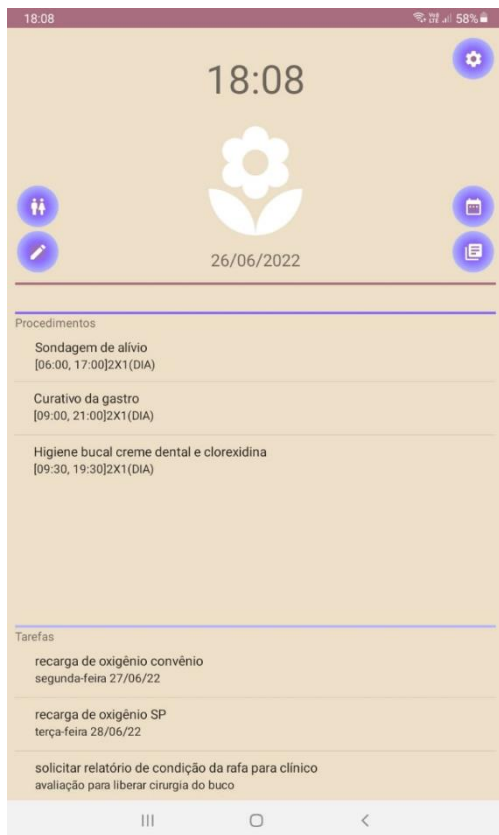 18:08
58%
18:08
26/06/2022
Procedimentos
Sondagem de alívio
[06:00, 17:00]2X1(DIA)
Curativo da gastro
[09:00, 21:00]2X1(DIA)
Higiene bucal creme dental e clorexidina
[09:30, 19:30]2X1(DIA)
Tarefas
recarga de oxigênio convênio
segunda-feira 27/06/22
recarga de oxigênio SP
terça-feira 28/06/22
solicitar relatório de condição da rafa para clínico
avaliação para liberar cirurgia do buco